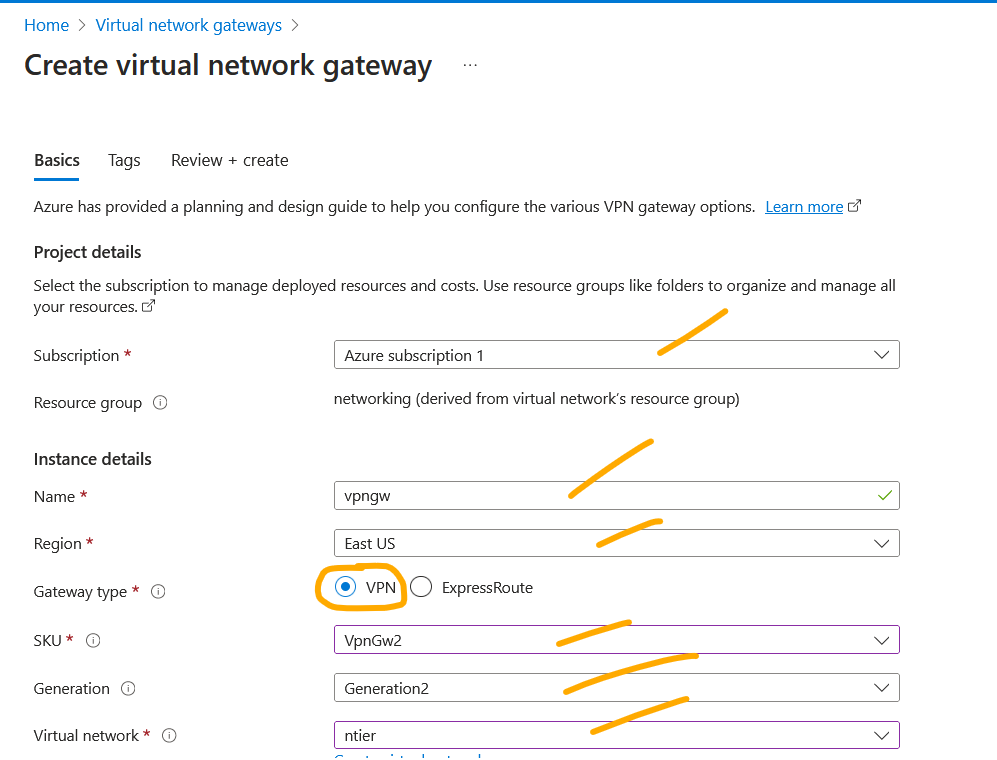 Home > Virtual network gateways >
Create virtual network gateway ...
Basics Tags Review + create
Azure has provided a planning and design guide to help you configure the various VPN gateway options. Learn more
Project details
Select the subscription to manage deployed resources and costs. Use resource groups like folders to organize and manage all
your resources.
Subscription * Azure subscription 1
Resource group networking (derived from virtual network's resource group)
Instance details
Name * vpngw
Region * East US
Gateway type * VPN ExpressRoute
SKU * VpnGw2
Generation Generation2
Virtual network * ntier